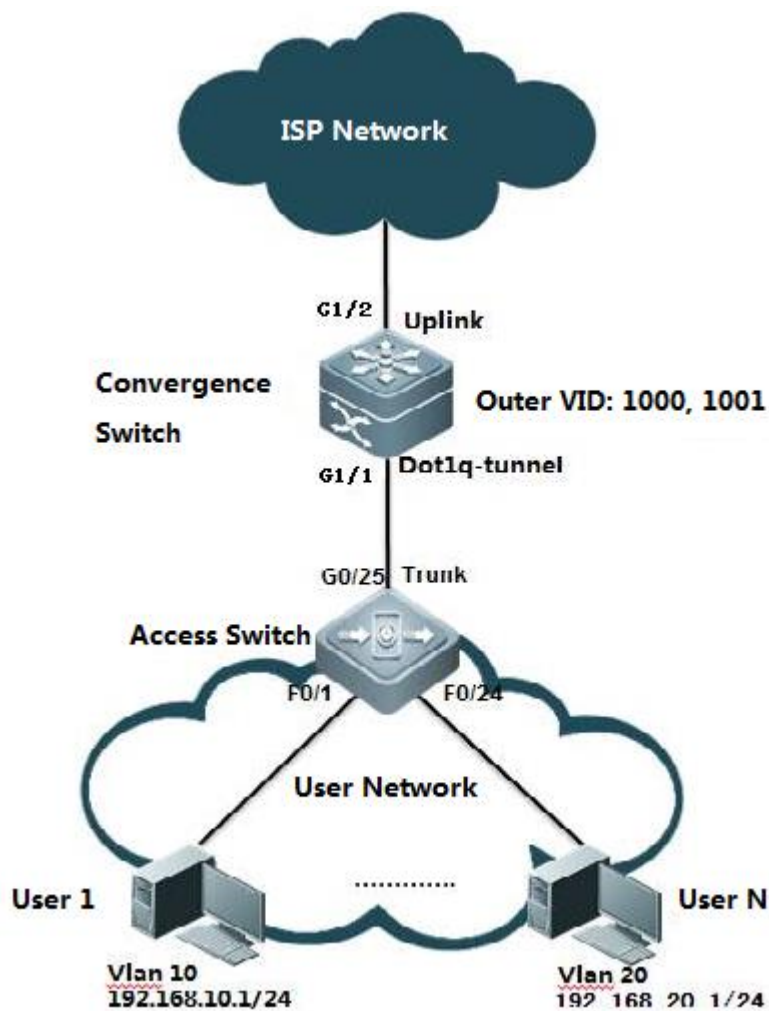 ISP Network
G1/2
Uplink
Convergence
Switch
Outer VID: 1000, 1001
Dot1q-tunnel
G1/1
G0/25 Trunk
Access Switch
F0/1
F0/24
User Network
.............
User 1
User N
Vlan 10
192.168.10.1/24
Vlan 20
192 168 20 1/24